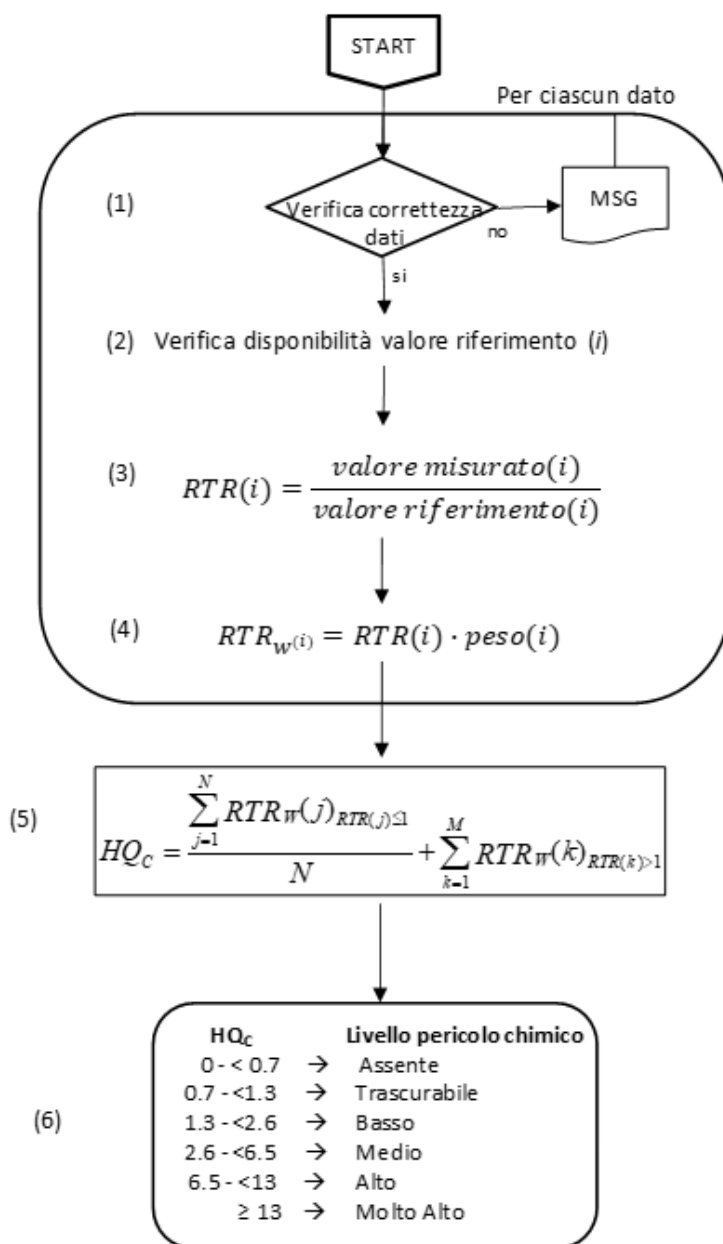 START
Per ciascun dato
(1)
Verifica correttezza
dati
no
MSG
si
(2) Verifica disponibilità valore riferimento (i)
(3) RTR(i) = valore misurato(i) / valore riferimento(i)
(4) RTR_w(i) = RTR(i) · peso(i)
(5) HQ_C = ∑_{j=1}^{N} RTR_W(j)_{RTR(j)≤1} / N + ∑_{k=1}^{M} RTR_W(k)_{RTR(k)>1}
(6)
HQ_C Livello pericolo chimico
0 - < 0.7 → Assente
0.7 - <1.3 → Trascurabile
1.3 - <2.6 → Basso
2.6 - <6.5 → Medio
6.5 - <13 → Alto
≥ 13 → Molto Alto